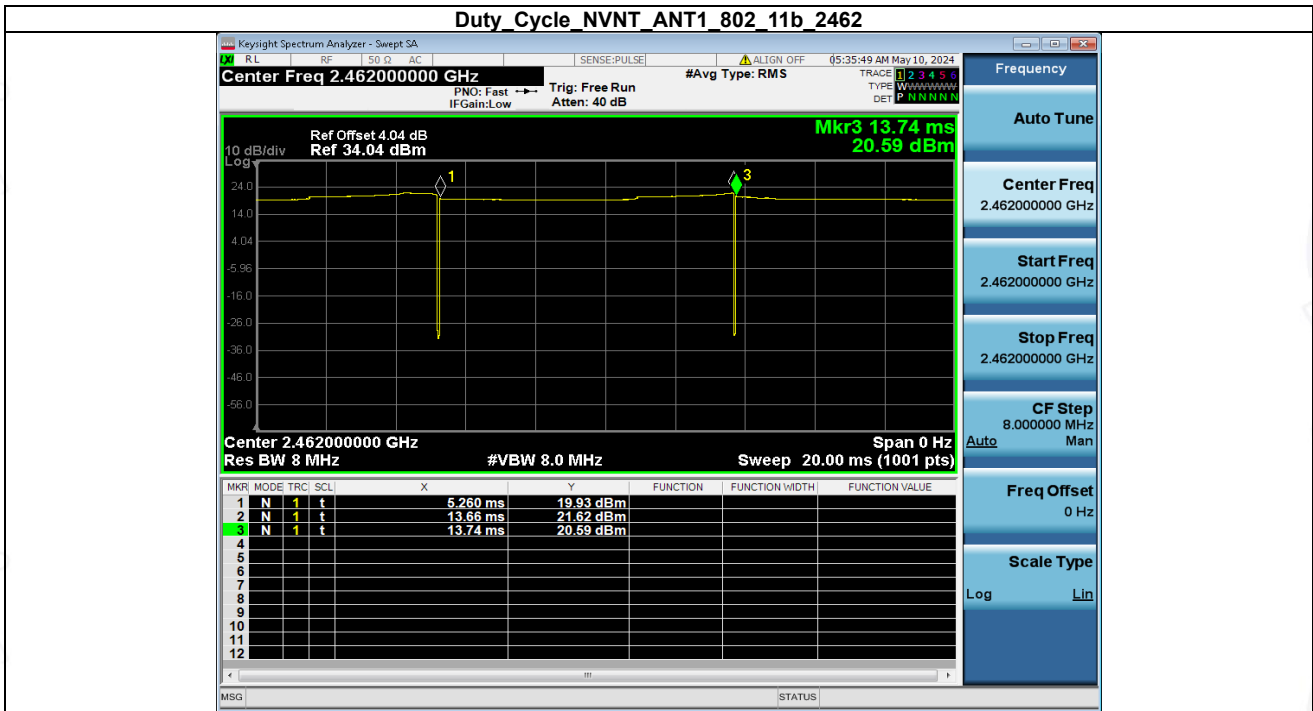 Duty_Cycle_NVNT_ANT1_802_11b_2462
Keysight Spectrum Analyzer - Swept SA
LXI RL RF 50 Ω AC SENSE:PULSE ALIGN OFF 05:35:49 AM May 10, 2024
Center Freq 2.462000000 GHz #Avg Type: RMS TRACE 1 2 3 4 5 6
PNO: Fast Trig: Free Run TYPE WWWWWW
IFGain:Low Atten: 40 dB DET P N N N N N
Frequency
Mkr3 13.74 ms
Ref Offset 4.04 dB
10 dB/div Ref 34.04 dBm 20.59 dBm
Log
1
3
24.0
14.0
4.04
-5.96
-16.0
-26.0
-36.0
-46.0
-56.0
Center 2.462000000 GHz Span 0 Hz
Res BW 8 MHz #VBW 8.0 MHz Sweep 20.00 ms (1001 pts)
MKR MODE TRC SCL X Y FUNCTION FUNCTION WIDTH FUNCTION VALUE
1 N 1 t 5.260 ms 19.93 dBm
2 N 1 t 13.66 ms 21.62 dBm
3 N 1 t 13.74 ms 20.59 dBm
4
5
6
7
8
9
10
11
12
MSG STATUS
Auto Tune
Center Freq
2.462000000 GHz
Start Freq
2.462000000 GHz
Stop Freq
2.462000000 GHz
CF Step
8.000000 MHz
Auto Man
Freq Offset
0 Hz
Scale Type
Log Lin